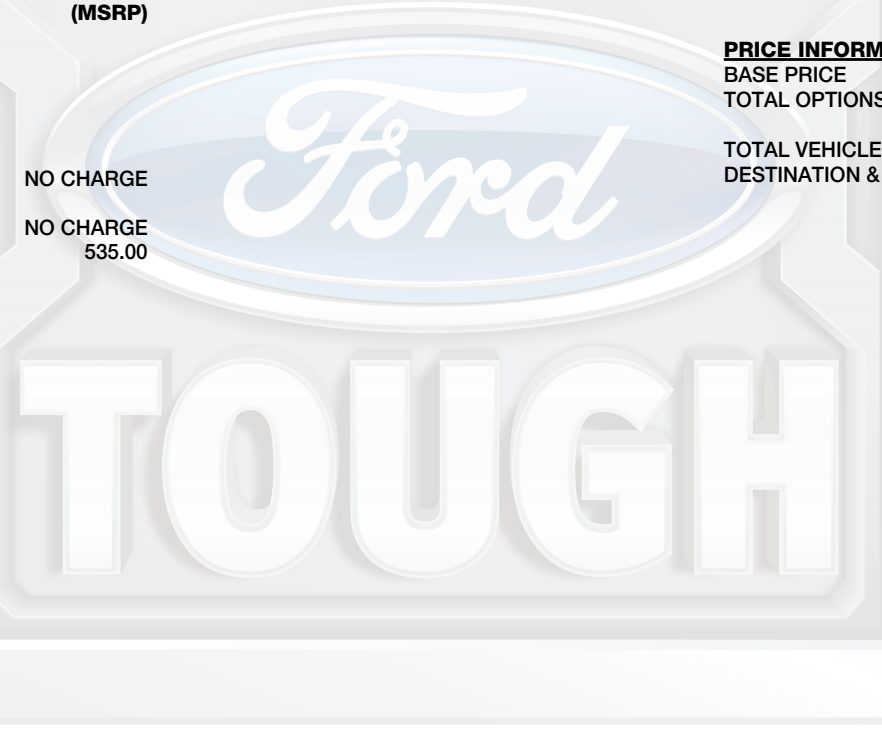 (MSRP)
NO CHARGE
NO CHARGE
535.00
PRICE INFORM
BASE PRICE
TOTAL OPTIONS
TOTAL VEHICLE
DESTINATION &
Ford
TOUGH